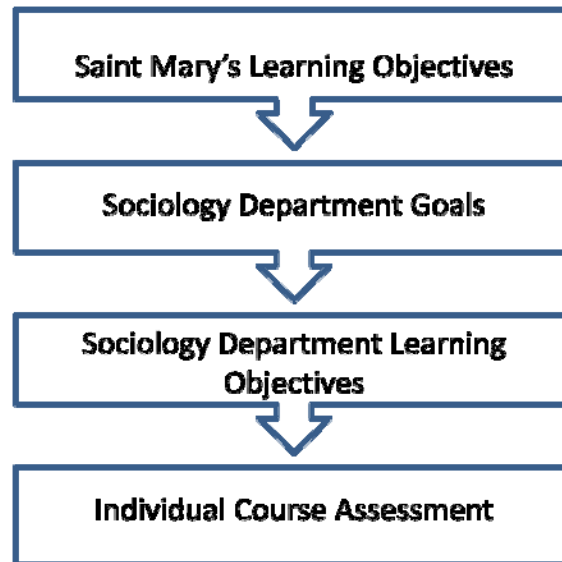 Saint Mary's Learning Objectives
Sociology Department Goals
Sociology Department Learning
Objectives
Individual Course Assessment